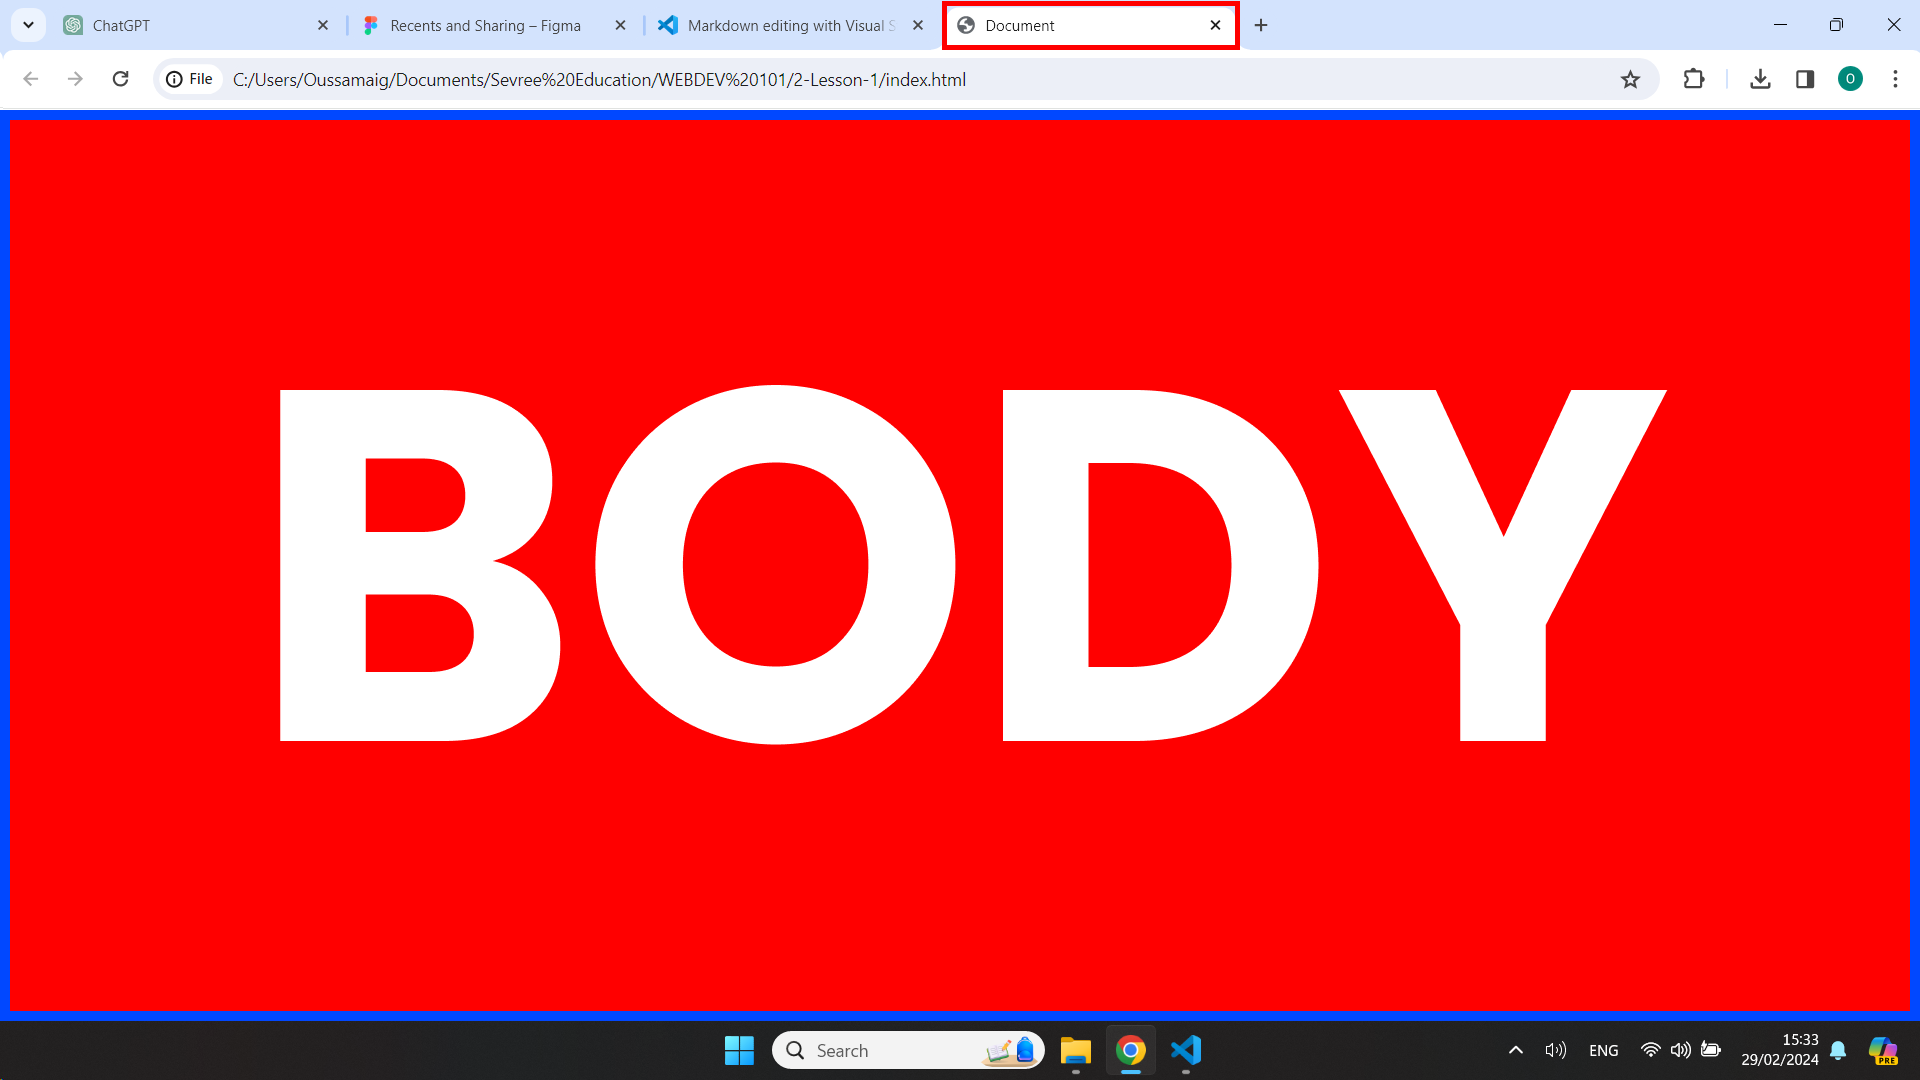 ChatGPT
Recents and Sharing – Figma
Markdown editing with Visual S
Document
File
C:/Users/Oussamaig/Documents/Sevree%20Education/WEBDEV%20101/2-Lesson-1/index.html
O
BODY
Search
ENG
15:33
29/02/2024
PRE